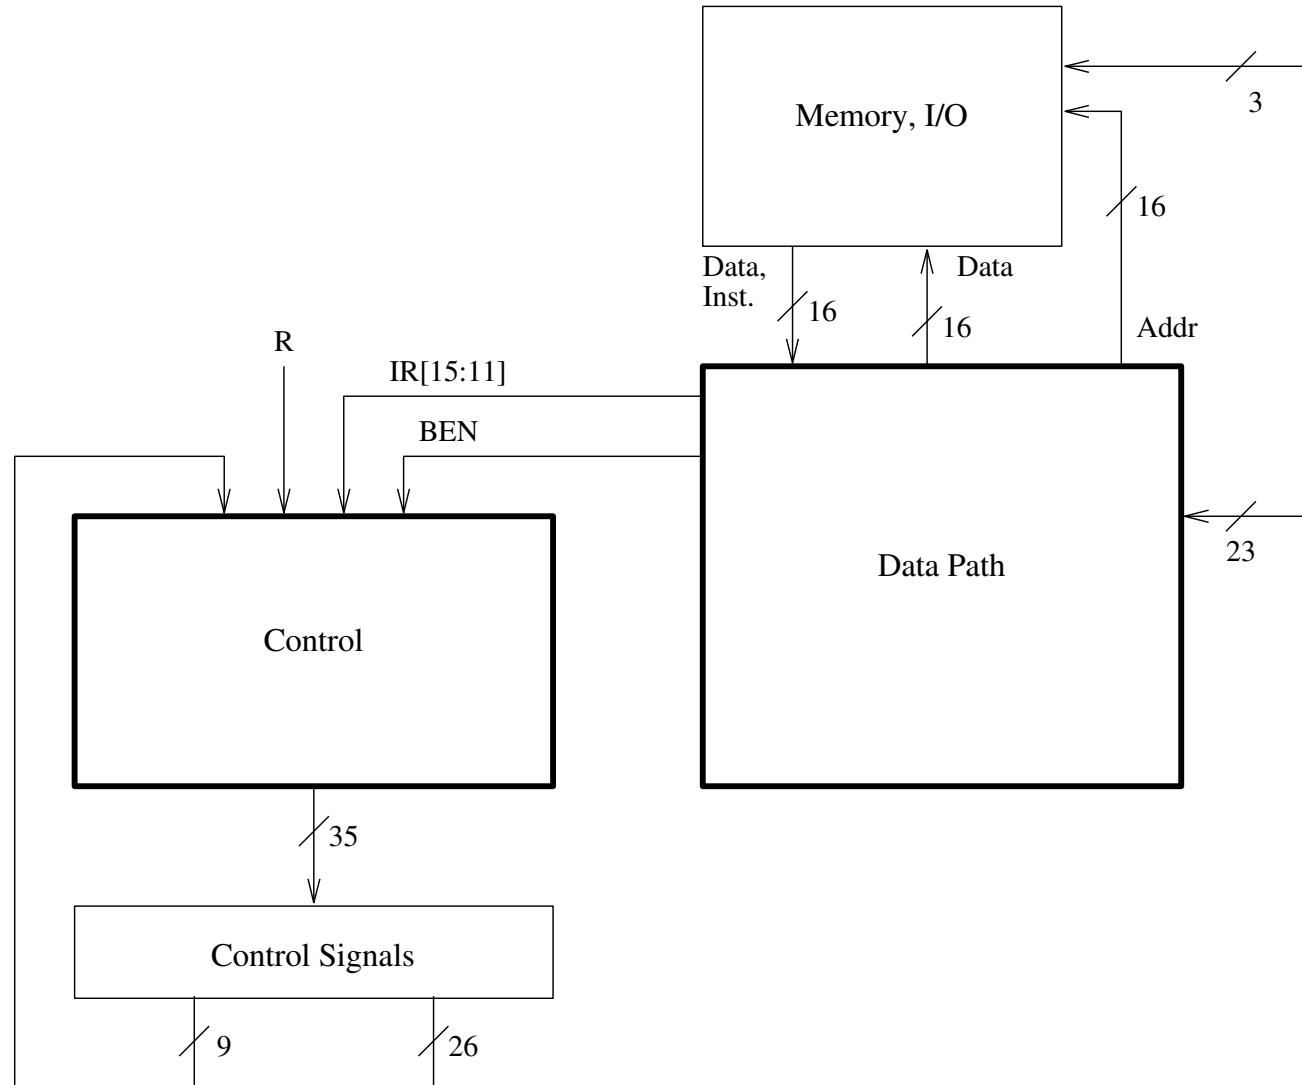 Memory, I/O
3
16
Data,
Inst.
16
Data
16
Addr
R
IR[15:11]
BEN
Control
Data Path
23
35
Control Signals
9
26